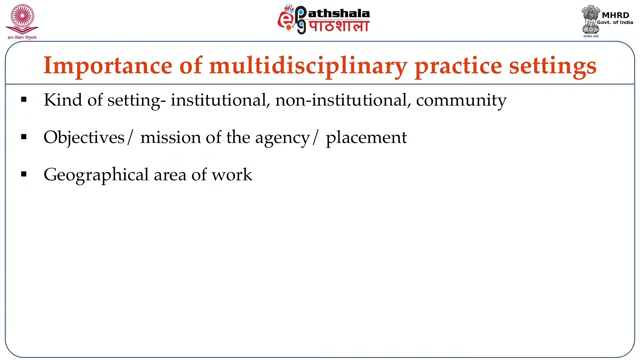 Pathshala
पाठशाला
MHRD
Govt. of India
Importance of multidisciplinary practice settings
▪ Kind of setting- institutional, non-institutional, community
▪ Objectives/ mission of the agency/ placement
▪ Geographical area of work